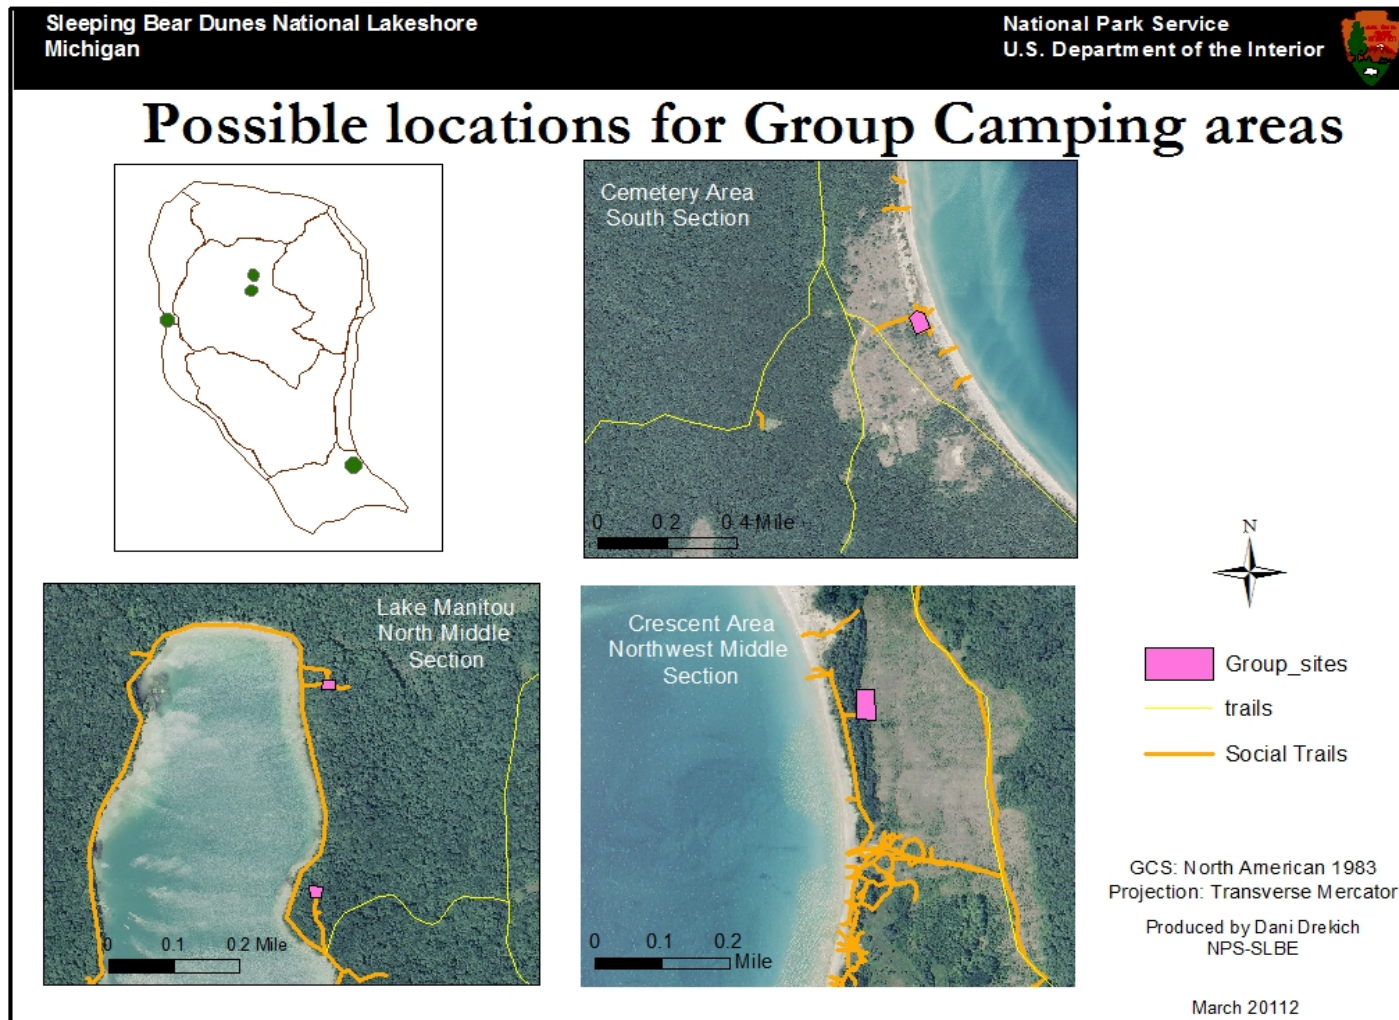 Sleeping Bear Dunes National Lakeshore
Michigan
National Park Service
U.S. Department of the Interior
Possible locations for Group Camping areas
Cemetery Area
South Section
0 0.2 0.4 Mile
Lake Manitou
North Middle
Section
0 0.1 0.2 Mile
Crescent Area
Northwest Middle
Section
0 0.1 0.2
Mile
N
Group_sites
trails
Social Trails
GCS: North American 1983
Projection: Transverse Mercator
Produced by Dani Drekich
NPS-SLBE
March 20112